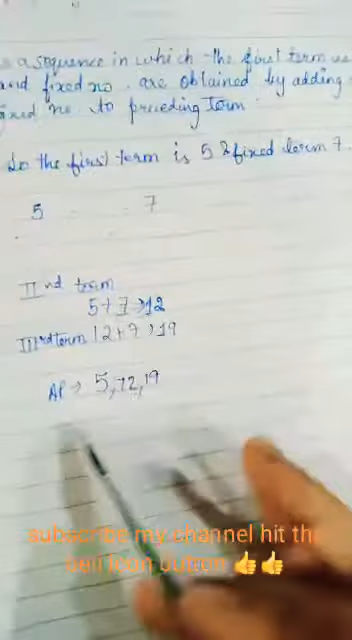 a sequence in which the first term is
and fixed no. are obtained by adding
fixed no. to preceding Term.
So the first term is 5 & fixed term 7.
5 7
IInd term
5+7→12
IIIrd term 12+7→19
AP→ 5,12,19
subscribe my channel hit the
bell icon button 👍👍